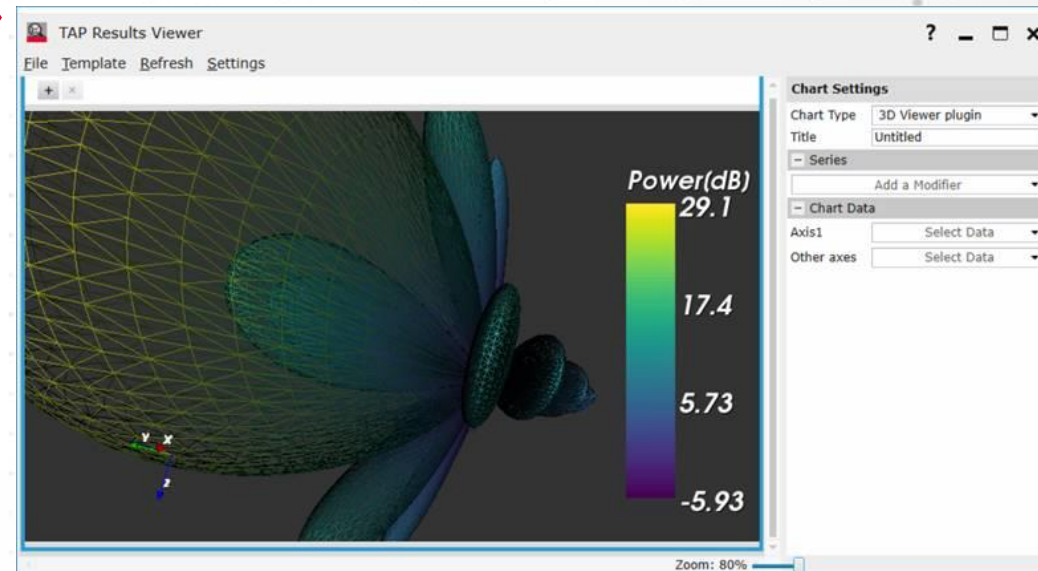 TAP Results Viewer
? 
File Template Refresh Settings
+ ×
Chart Settings
Chart Type 3D Viewer plugin
Title Untitled
− Series
Add a Modifier
− Chart Data
Axis1 Select Data
Other axes Select Data
Power(dB)
29.1
17.4
5.73
-5.93
Y X
z
Zoom: 80%